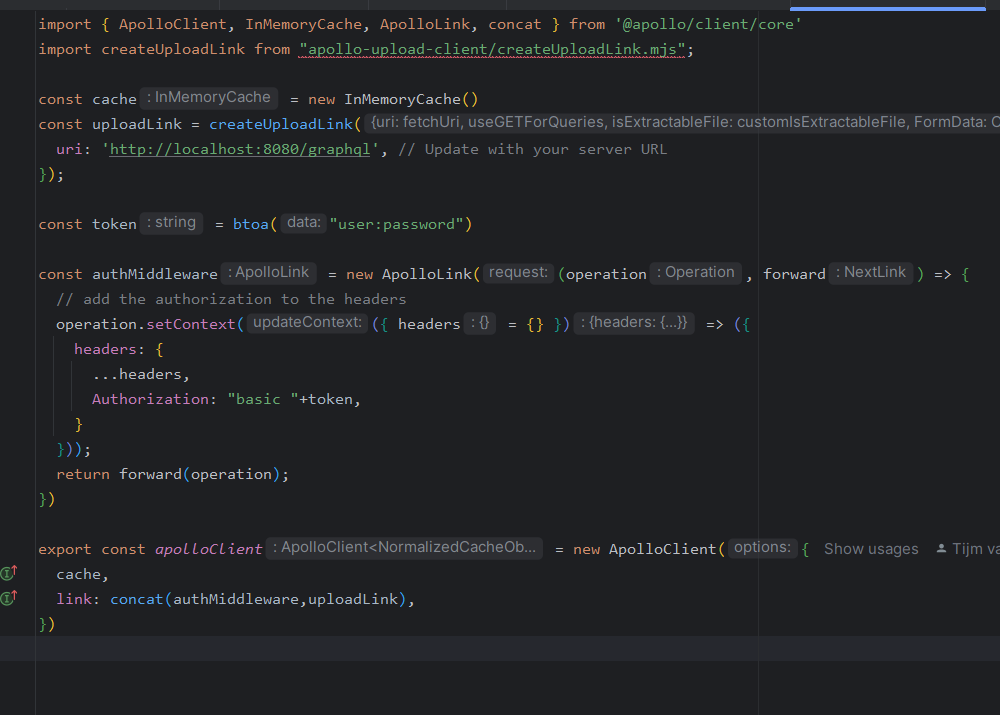 import { ApolloClient, InMemoryCache, ApolloLink, concat } from '@apollo/client/core'
import createUploadLink from "apollo-upload-client/createUploadLink.mjs";
const cache : InMemoryCache = new InMemoryCache()
const uploadLink = createUploadLink( {uri: fetchUri, useGETForQueries, isExtractableFile: customIsExtractableFile, FormData: C
uri: 'http://localhost:8080/graphql', // Update with your server URL
});
const token : string = btoa( data: "user:password")
const authMiddleware : ApolloLink = new ApolloLink( request: (operation : Operation , forward : NextLink ) => {
// add the authorization to the headers
operation.setContext( updateContext: ({ headers : {} = {} }) : {headers: {...}} => ({
headers: {
...headers,
Authorization: "basic "+token,
}
}));
return forward(operation);
})
export const apolloClient : ApolloClient<NormalizedCacheOb... = new ApolloClient( options: { Show usages Tijm va
cache,
link: concat(authMiddleware,uploadLink),
})